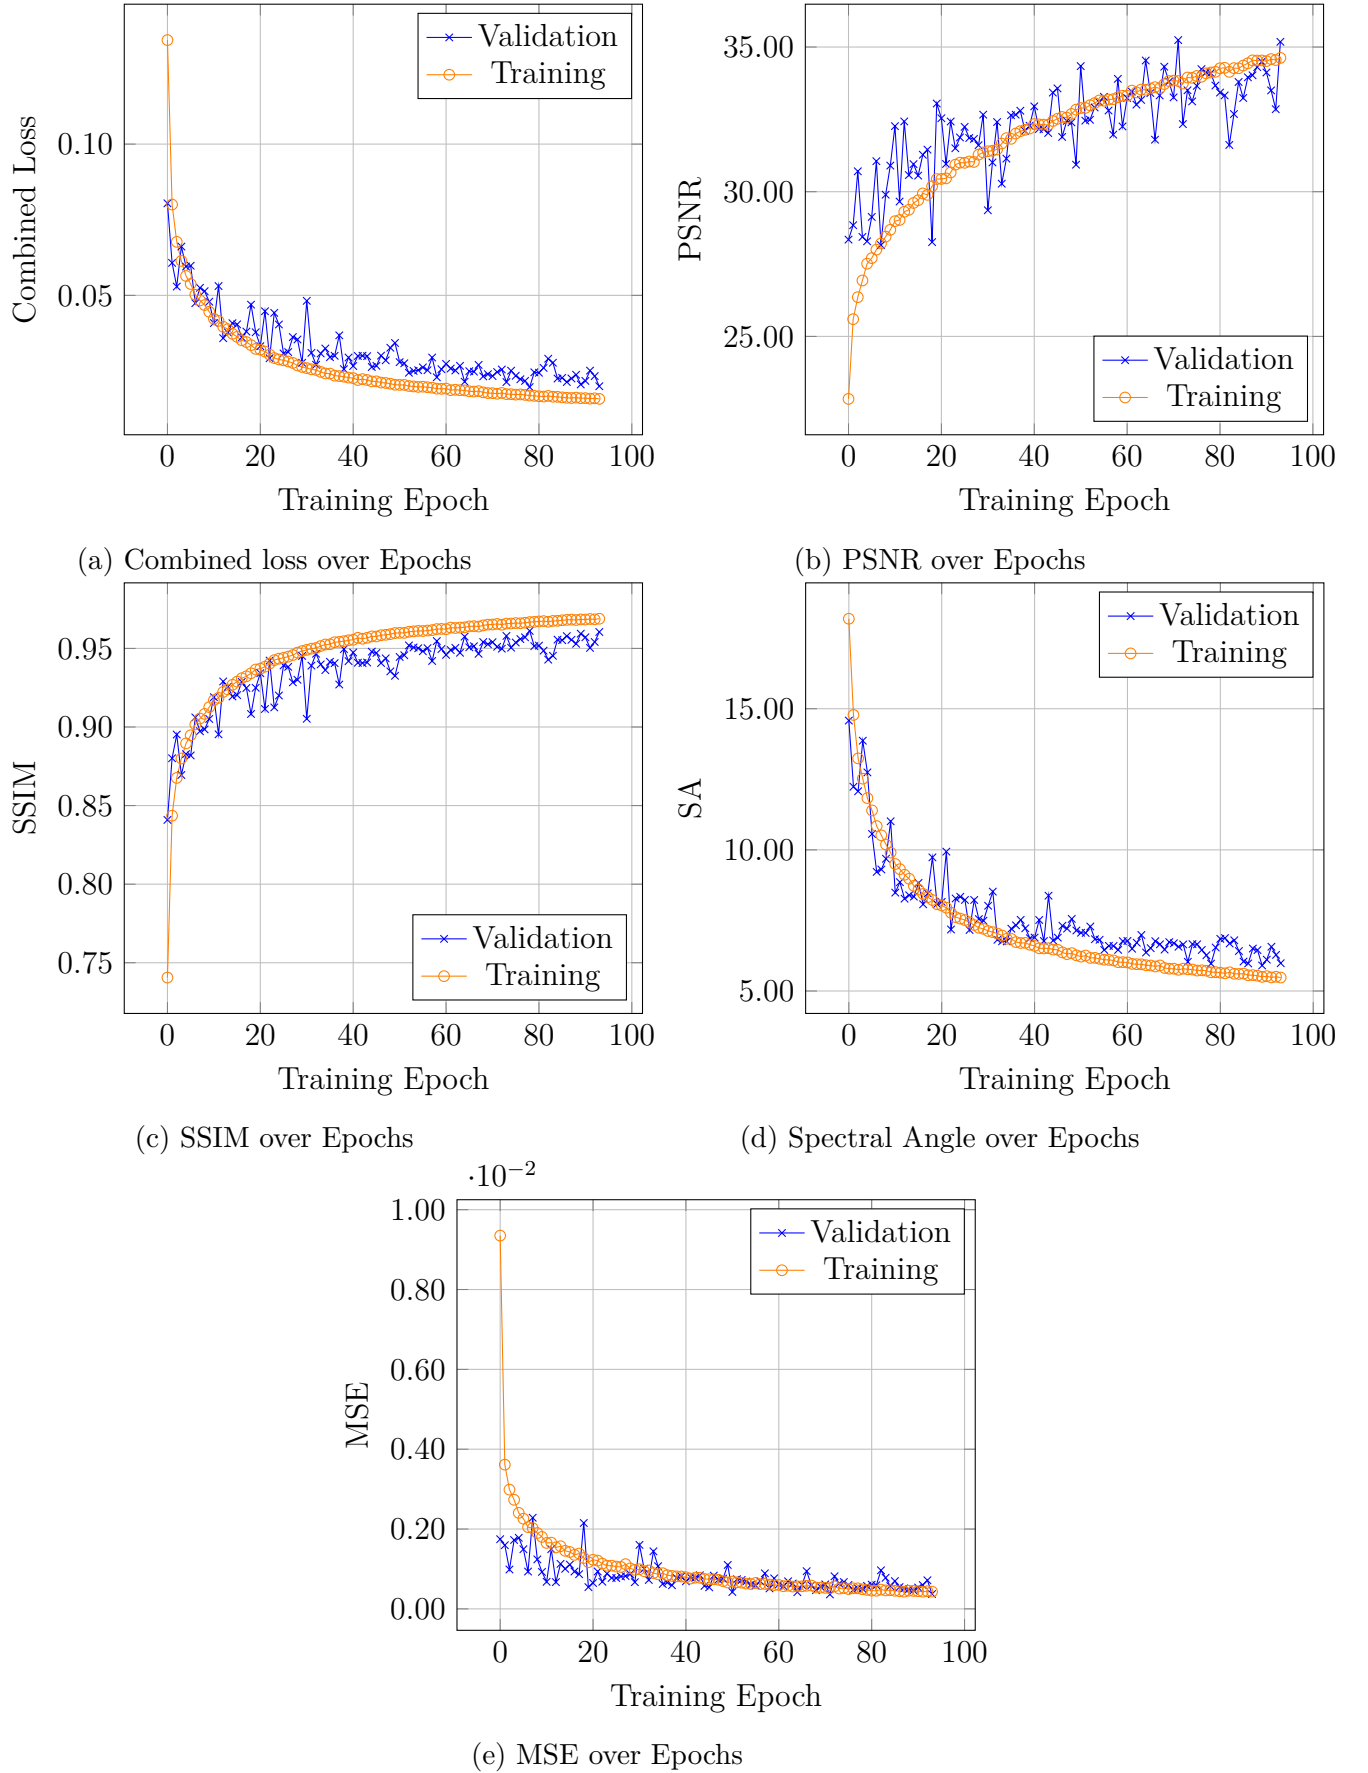 Combined Loss
0.10
0.05
Validation
Training
0 20 40 60 80 100
Training Epoch
(a) Combined loss over Epochs
PSNR
35.00
30.00
25.00
Validation
Training
0 20 40 60 80 100
Training Epoch
(b) PSNR over Epochs
SSIM
0.95
0.90
0.85
0.80
0.75
Validation
Training
0 20 40 60 80 100
Training Epoch
(c) SSIM over Epochs
SA
15.00
10.00
5.00
Validation
Training
0 20 40 60 80 100
Training Epoch
(d) Spectral Angle over Epochs
·10⁻²
MSE
1.00
0.80
0.60
0.40
0.20
0.00
Validation
Training
0 20 40 60 80 100
Training Epoch
(e) MSE over Epochs